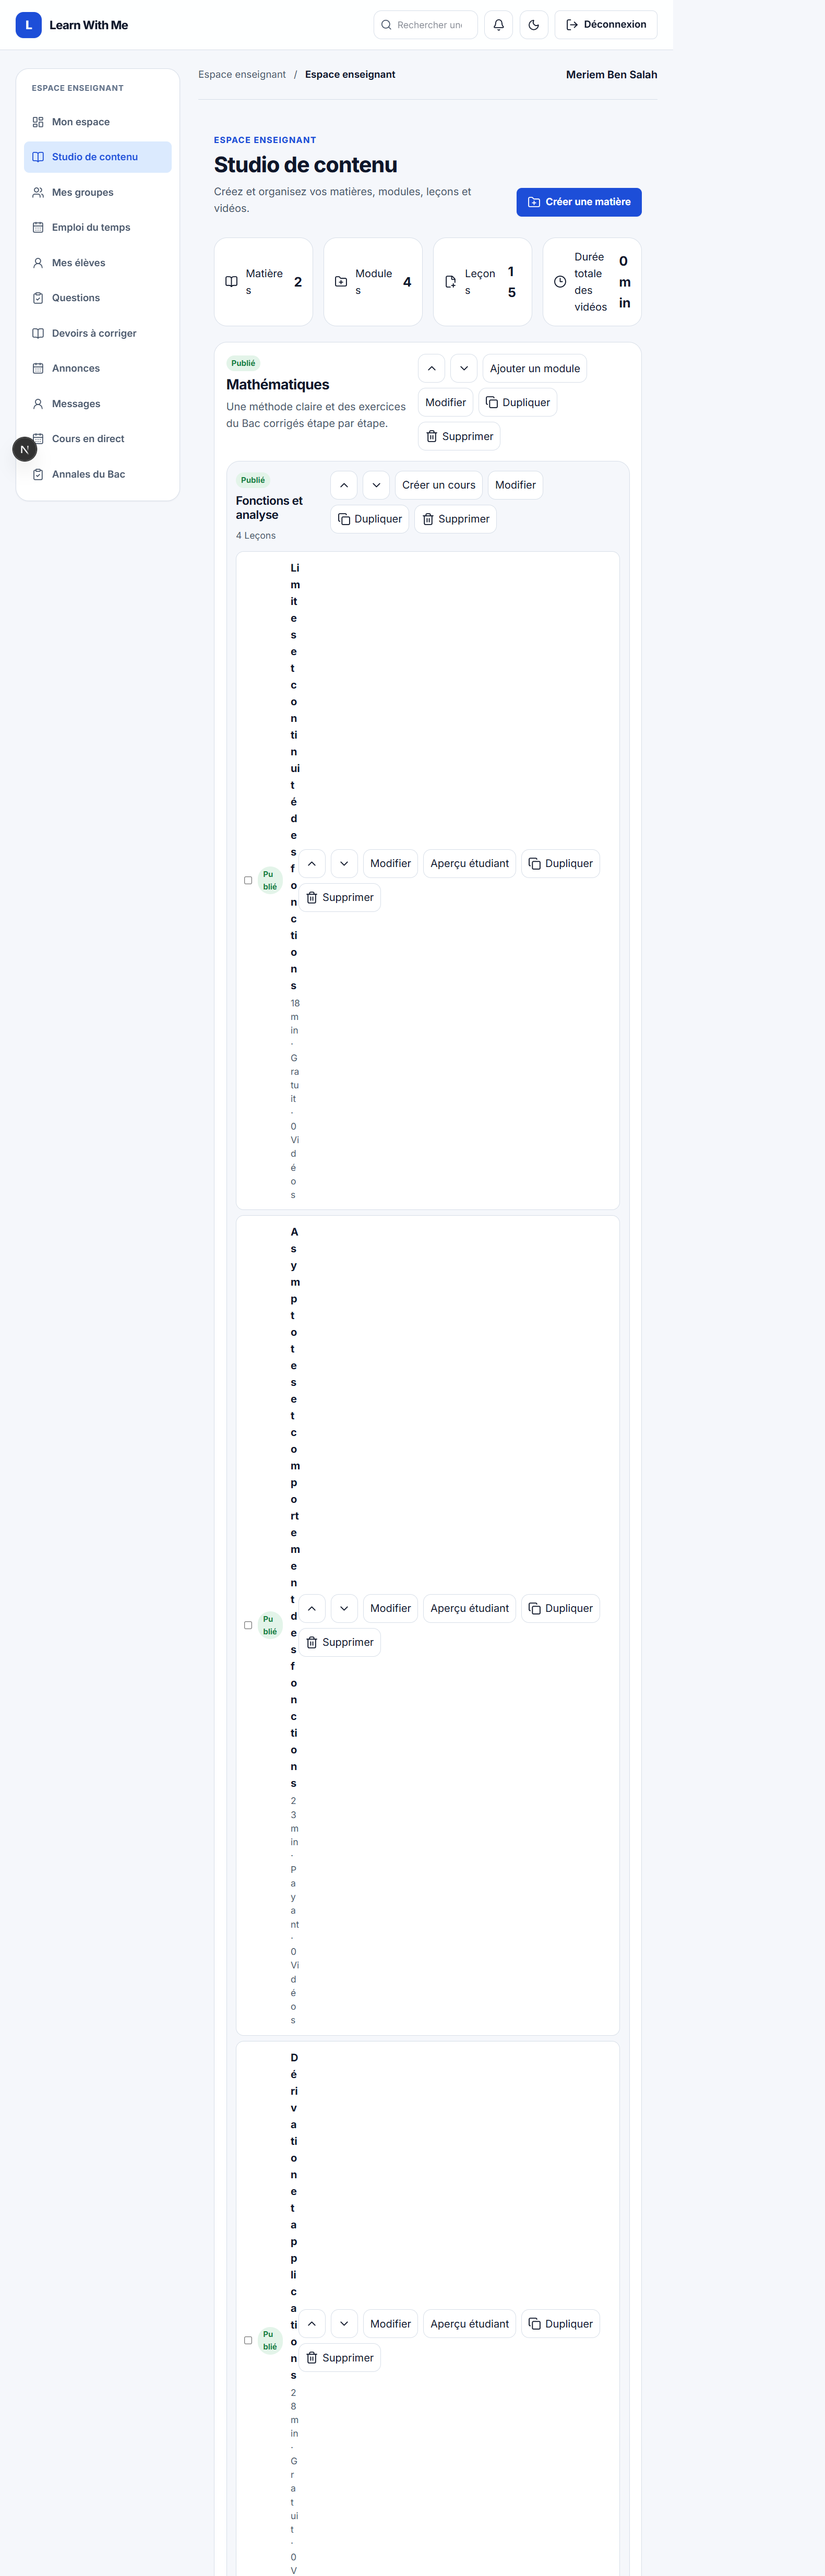 L Learn With Me
Rechercher une
Déconnexion
ESPACE ENSEIGNANT
Mon espace
Studio de contenu
Mes groupes
Emploi du temps
Mes élèves
Questions
Devoirs à corriger
Annonces
Messages
Cours en direct
Annales du Bac
N
Espace enseignant / Espace enseignant
Meriem Ben Salah
ESPACE ENSEIGNANT
Studio de contenu
Créez et organisez vos matières, modules, leçons et
vidéos.
Créer une matière
Matière
s
2
Module
s
4
Leçon
s
1
5
Durée
totale
des
vidéos
0
m
in
Publié
Mathématiques
Une méthode claire et des exercices
du Bac corrigés étape par étape.
Ajouter un module
Modifier
Dupliquer
Supprimer
Publié
Fonctions et
analyse
4 Leçons
Créer un cours
Modifier
Dupliquer
Supprimer
Pu
blié
Li
m
it
e
s
e
t
c
o
n
ti
n
ui
t
é
d
e
s
f
o
n
c
ti
o
n
s
18
m
in
·
G
ra
tu
it
·
0
Vi
d
é
o
s
Modifier
Aperçu étudiant
Dupliquer
Supprimer
Pu
blié
A
s
y
m
p
t
o
t
e
s
e
t
c
o
m
p
o
rt
e
m
e
n
t
d
e
s
f
o
n
c
ti
o
n
s
2
3
m
in
·
P
a
y
a
nt
·
0
Vi
d
é
o
s
Modifier
Aperçu étudiant
Dupliquer
Supprimer
Pu
blié
D
é
ri
v
a
ti
o
n
e
t
a
p
p
li
c
a
ti
o
n
s
2
8
m
in
·
G
r
a
t
ui
t
·
0
V
Modifier
Aperçu étudiant
Dupliquer
Supprimer